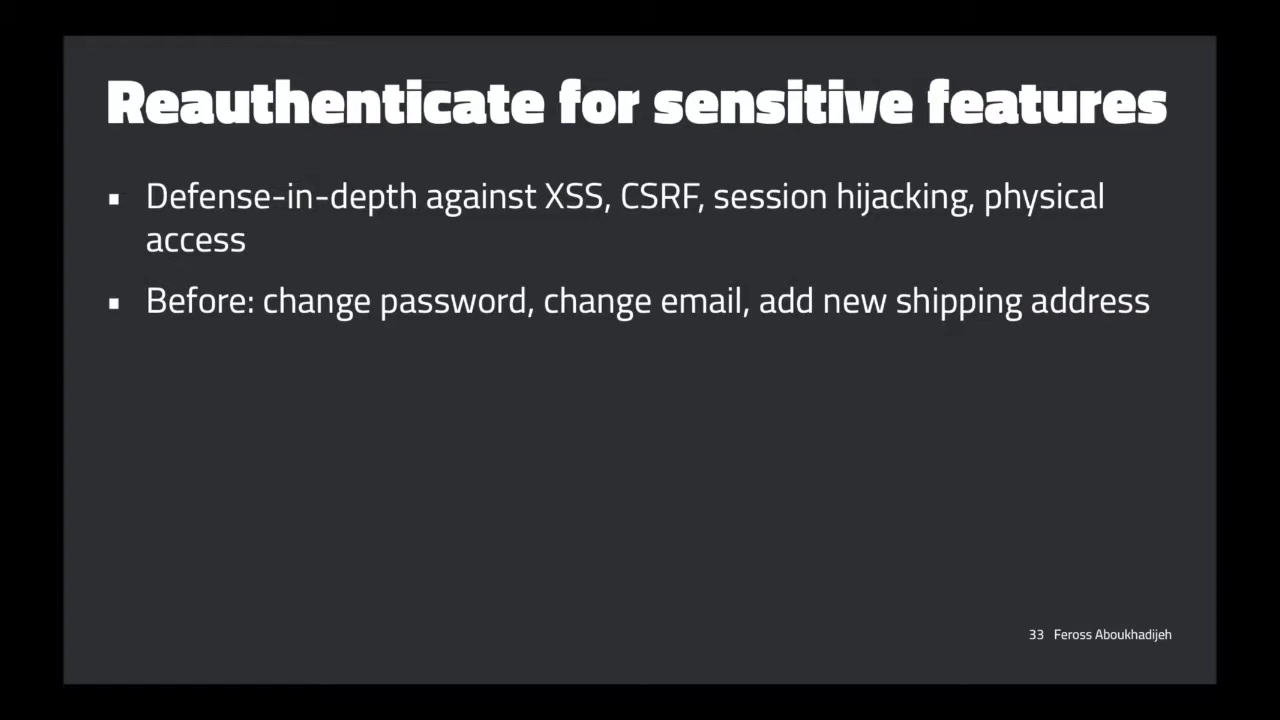 Reauthenticate for sensitive features
▪ Defense-in-depth against XSS, CSRF, session hijacking, physical
access
▪ Before: change password, change email, add new shipping address
33 Feross Aboukhadijeh